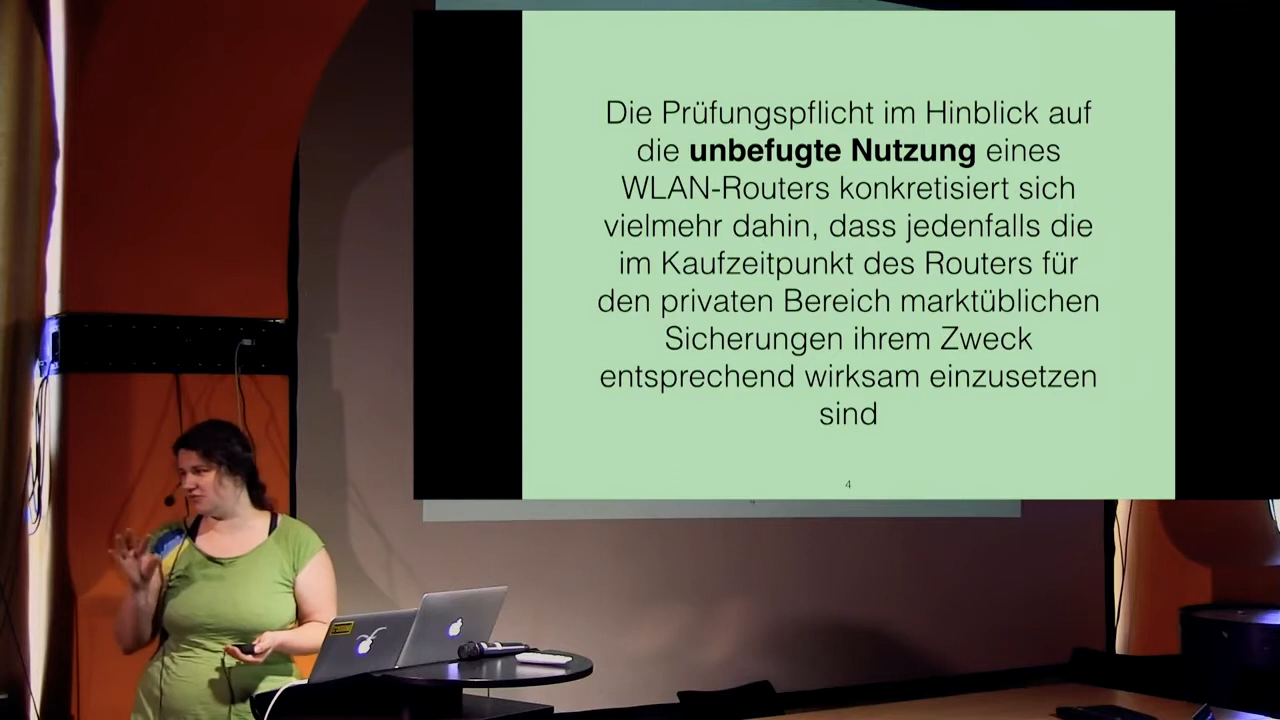 Die Prüfungspflicht im Hinblick auf
die unbefugte Nutzung eines
WLAN-Routers konkretisiert sich
vielmehr dahin, dass jedenfalls die
im Kaufzeitpunkt des Routers für
den privaten Bereich marktüblichen
Sicherungen ihrem Zweck
entsprechend wirksam einzusetzen
sind
4